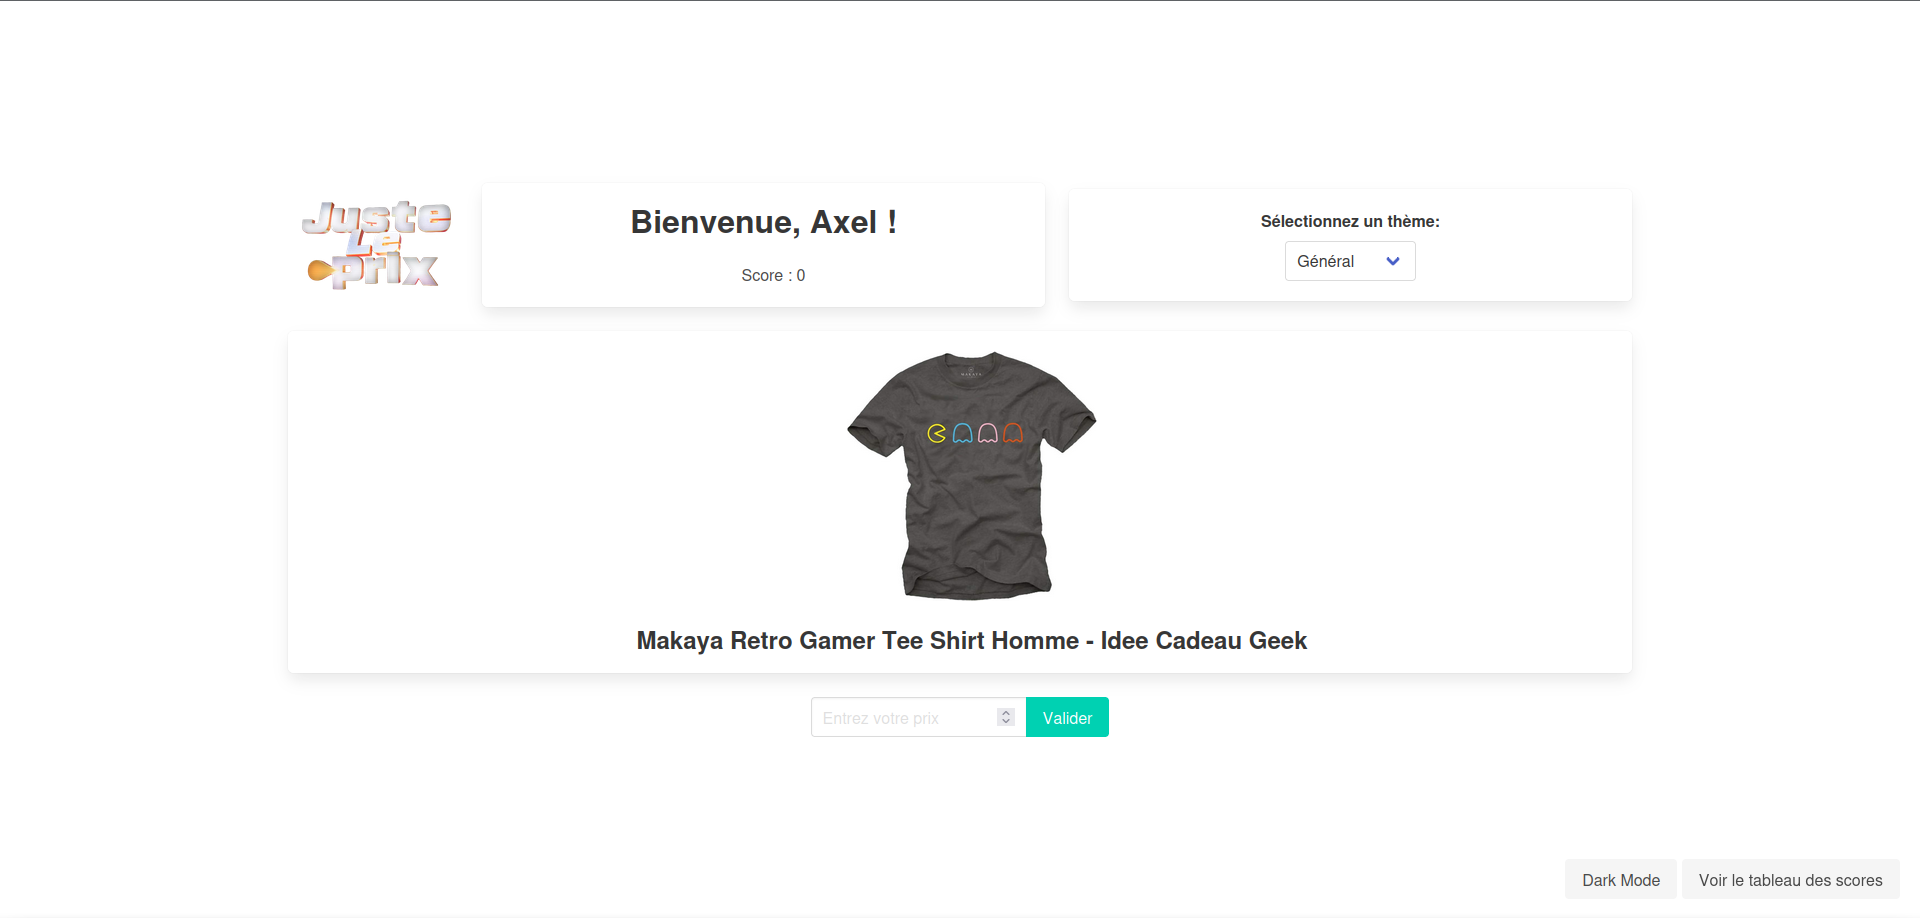 Juste
Le
prix
Bienvenue, Axel !
Score : 0
Sélectionnez un thème:
Général
MAKAYA
Makaya Retro Gamer Tee Shirt Homme - Idee Cadeau Geek
Entrez votre prix
Valider
Dark Mode
Voir le tableau des scores